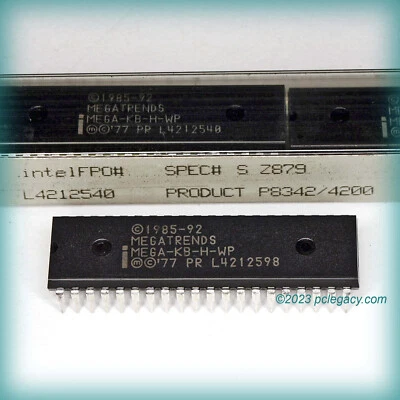 ©1985-92
MEGATRENDS
MEGA-KB-H-WP
i ⓜ©'77 PR L4212540
intelFPO# SPEC# S Z879
L4212540 PRODUCT P8342/4200
©1985-92
MEGATRENDS
MEGA-KB-H-WP
i ⓜ©'77 PR L4212598
©2023 pclegacy.com